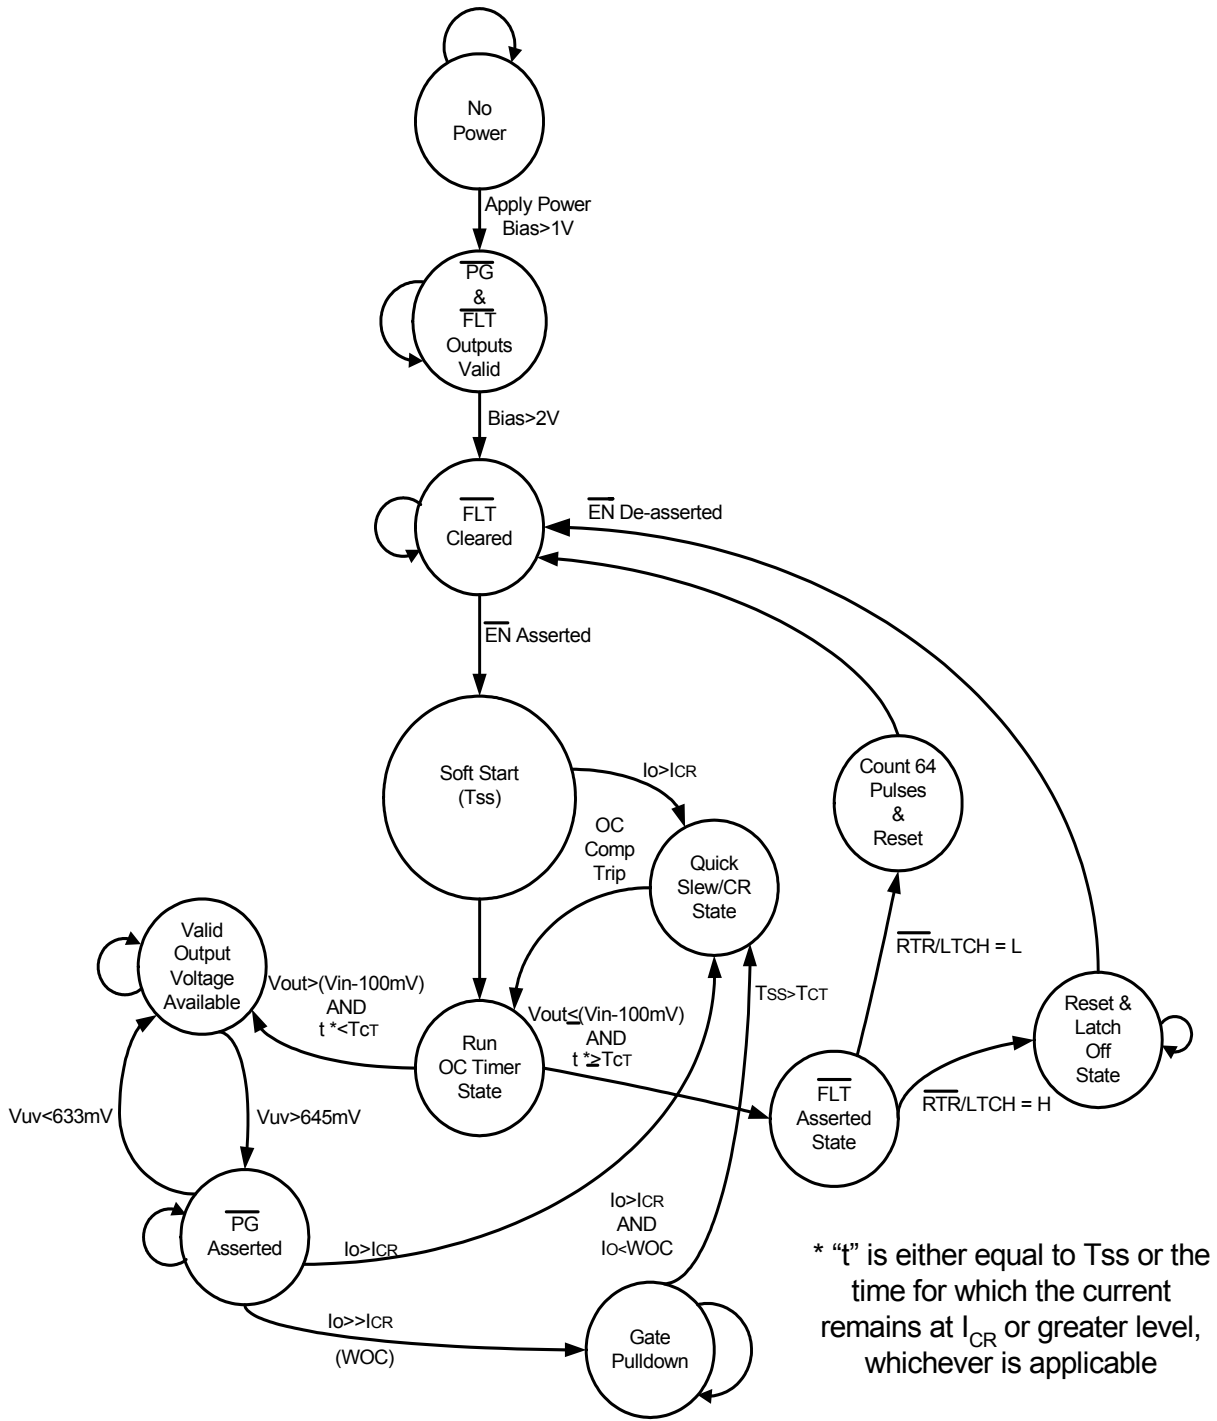 No
Power
Apply Power
Bias>1V
PG
&
FLT
Outputs
Valid
Bias>2V
FLT
Cleared
EN De-asserted
EN Asserted
Soft Start
(Tss)
Io>ICR
OC
Comp
Trip
Quick
Slew/CR
State
Count 64
Pulses
&
Reset
RTR/LTCH = L
Valid
Output
Voltage
Available
Vout>(Vin-100mV)
AND
t *<TCT
Run
OC Timer
State
Vout≤(Vin-100mV)
AND
t *≥TCT
TSS>TCT
Reset &
Latch
Off
State
FLT
Asserted
State
RTR/LTCH = H
Vuv<633mV
Vuv>645mV
PG
Asserted
Io>ICR
Io>ICR
AND
IO<WOC
Io>>ICR
(WOC)
Gate
Pulldown
* “t” is either equal to Tss or the
time for which the current
remains at ICR or greater level,
whichever is applicable